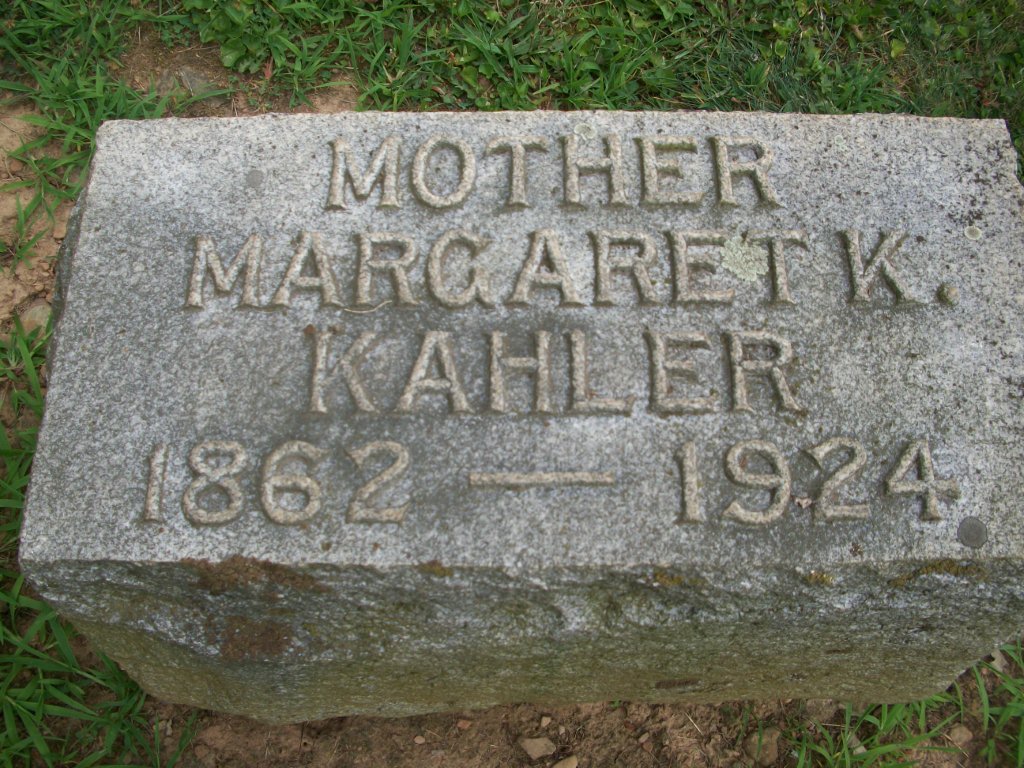 MOTHER
MARGARET K.
KAHLER
1862 — 1924